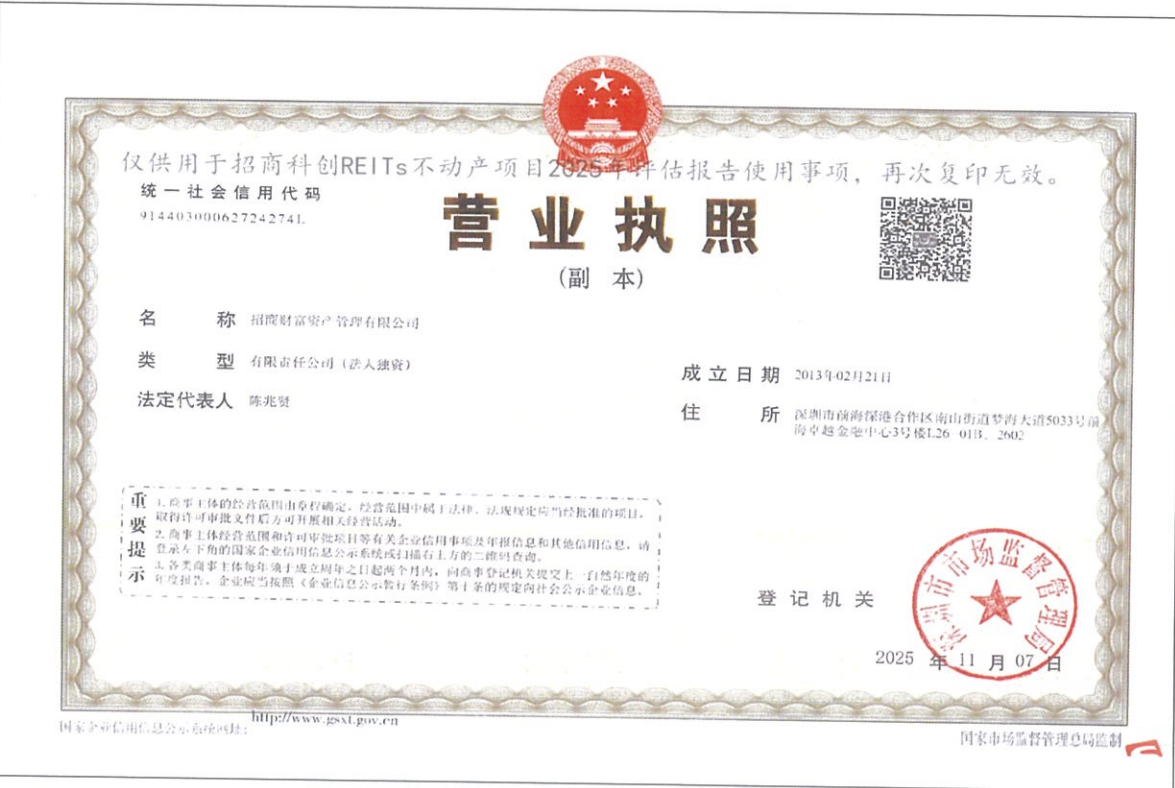 仅供用于招商科创REITs不动产项目2025年评估报告使用事项，再次复印无效。
统一社会信用代码
91440300062724274L
营业执照
(副 本)
名 称 招商财富资产管理有限公司
类 型 有限责任公司（法人独资）
法定代表人 陈兆贤
成立日期 2013年02月21日
住 所 深圳市前海深港合作区南山街道梦海大道5033号前
海卓越金融中心3号楼L26-01B、2602
重要提示
1.商事主体的经营范围由章程确定。经营范围中属于法律、法规规定应当经批准的项目，
取得许可审批文件后方可开展相关经营活动。
2.商事主体经营范围和许可审批项目等有关企业信用事项及年报信息和其他信用信息，请
登录左下角的国家企业信用信息公示系统或扫描右上方的二维码查询。
3.各类商事主体每年须于成立周年之日起两个月内，向商事登记机关提交上一自然年度的
年度报告。企业应当按照《企业信息公示暂行条例》第十条的规定向社会公示企业信息。
登记机关
深圳市市场监督管理局
2025 年 11 月 07 日
国家企业信用信息公示系统网址：
http://www.gsxt.gov.cn
国家市场监督管理总局监制